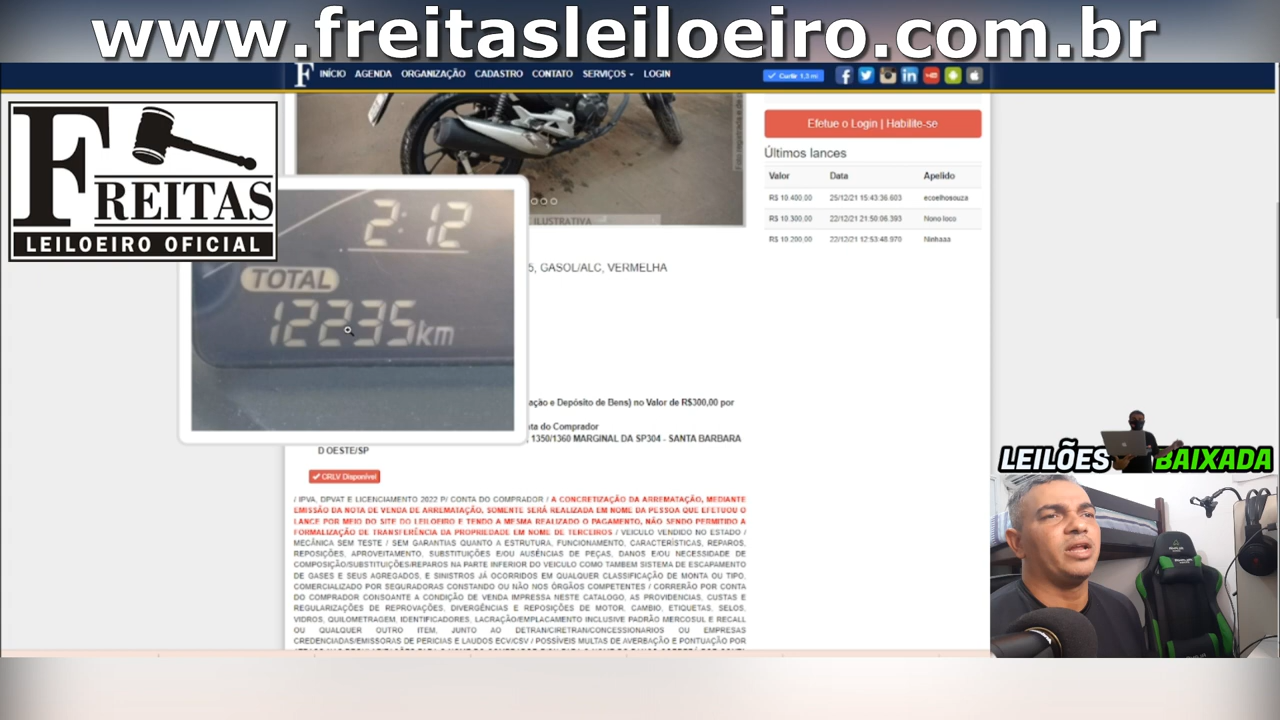 www.freitasleiloeiro.com.br
F INÍCIO AGENDA ORGANIZAÇÃO CADASTRO CONTATO SERVIÇOS LOGIN
Curtir 1,3 mi
FREITAS
LEILOEIRO OFICIAL
Efetue o Login | Habilite-se
Últimos lances
Valor Data Apelido
R$ 10.400,00 25/12/21 15:43:36.603 ecoelhosouza
R$ 10.300,00 22/12/21 21:50:06.393 Nono loco
R$ 10.200,00 22/12/21 12:53:48.970 Ninhaaa
ILUSTRATIVA
2:12
TOTAL
12235km
5, GASOL/ALC, VERMELHA
ação e Depósito de Bens) no Valor de R$300,00 por
ta do Comprador
1350/1360 MARGINAL DA SP304 - SANTA BARBARA
D OESTE/SP
CRLV Disponível
/ IPVA, DPVAT E LICENCIAMENTO 2022 P/ CONTA DO COMPRADOR / A CONCRETIZAÇÃO DA ARREMATAÇÃO, MEDIANTE
EMISSÃO DA NOTA DE VENDA DE ARREMATAÇÃO, SOMENTE SERÁ REALIZADA EM NOME DA PESSOA QUE EFETUOU O
LANCE POR MEIO DO SITE DO LEILOEIRO E TENDO A MESMA REALIZADO O PAGAMENTO, NÃO SENDO PERMITIDO A
FORMALIZAÇÃO DE TRANSFERÊNCIA DA PROPRIEDADE EM NOME DE TERCEIROS / VEICULO VENDIDO NO ESTADO /
MECÂNICA SEM TESTE / SEM GARANTIAS QUANTO A ESTRUTURA, FUNCIONAMENTO, CARACTERÍSTICAS, REPAROS,
REPOSIÇÕES, APROVEITAMENTO, SUBSTITUIÇÕES E/OU AUSÊNCIAS DE PEÇAS, DANOS E/OU NECESSIDADE DE
COMPOSIÇÃO/SUBSTITUIÇÕES/REPAROS NA PARTE INFERIOR DO VEICULO COMO TAMBEM SISTEMA DE ESCAPAMENTO
DE GASES E SEUS AGREGADOS, E SINISTROS JÁ OCORRIDOS EM QUALQUER CLASSIFICAÇÃO DE MONTA OU TIPO,
COMERCIALIZADO POR SEGURADORAS CONSTANDO OU NÃO NOS ÓRGÃOS COMPETENTES / CORRERÃO POR CONTA
DO COMPRADOR CONSOANTE A CONDIÇÃO DE VENDA IMPRESSA NESTE CATALOGO, AS PROVIDENCIAS, CUSTAS E
REGULARIZAÇÕES DE REPROVAÇÕES, DIVERGÊNCIAS E REPOSIÇÕES DE MOTOR, CAMBIO, ETIQUETAS, SELOS,
VIDROS, QUILOMETRAGEM, IDENTIFICADORES, LACRAÇÃO/EMPLACAMENTO INCLUSIVE PADRÃO MERCOSUL E RECALL
OU QUALQUER OUTRO ITEM, JUNTO AO DETRAN/CIRETRAN/CONCESSIONARIOS OU EMPRESAS
CREDENCIADAS/EMISSORAS DE PERICIAS E LAUDOS ECV/CSV / POSSÍVEIS MULTAS DE AVERBAÇÃO E PONTUAÇÃO POR
LEILÕES BAIXADA